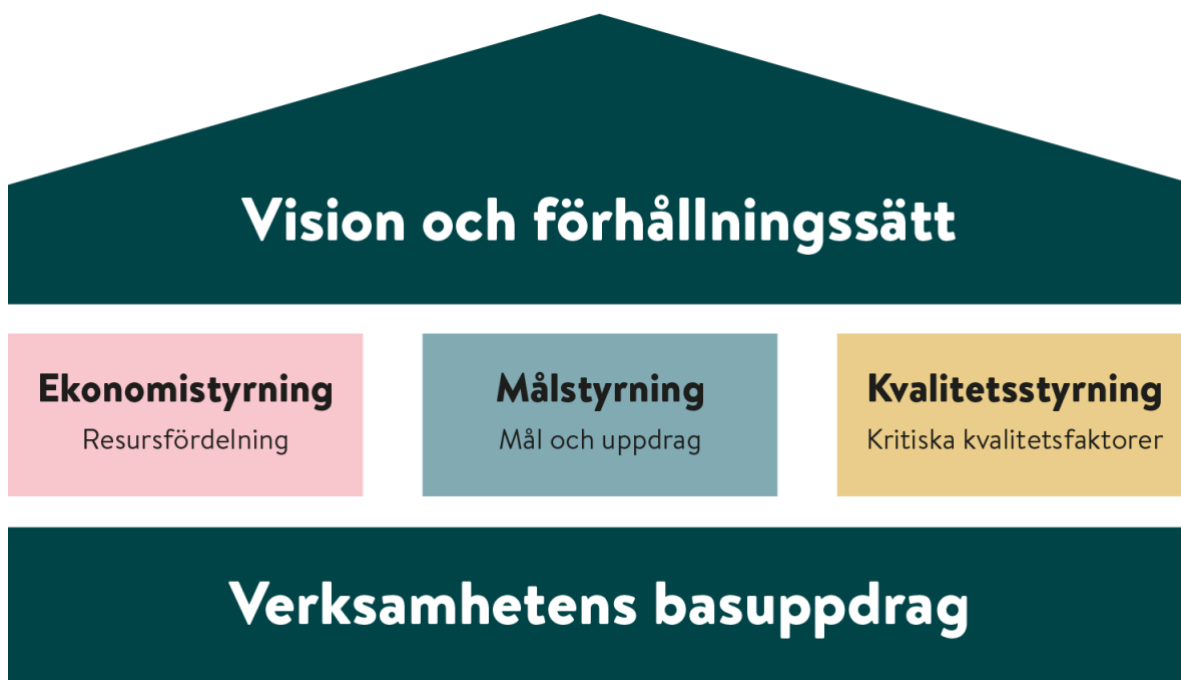 Vision och förhållningssätt
Ekonomistyrning
Resursfördelning
Målstyrning
Mål och uppdrag
Kvalitetsstyrning
Kritiska kvalitetsfaktorer
Verksamhetens basuppdrag